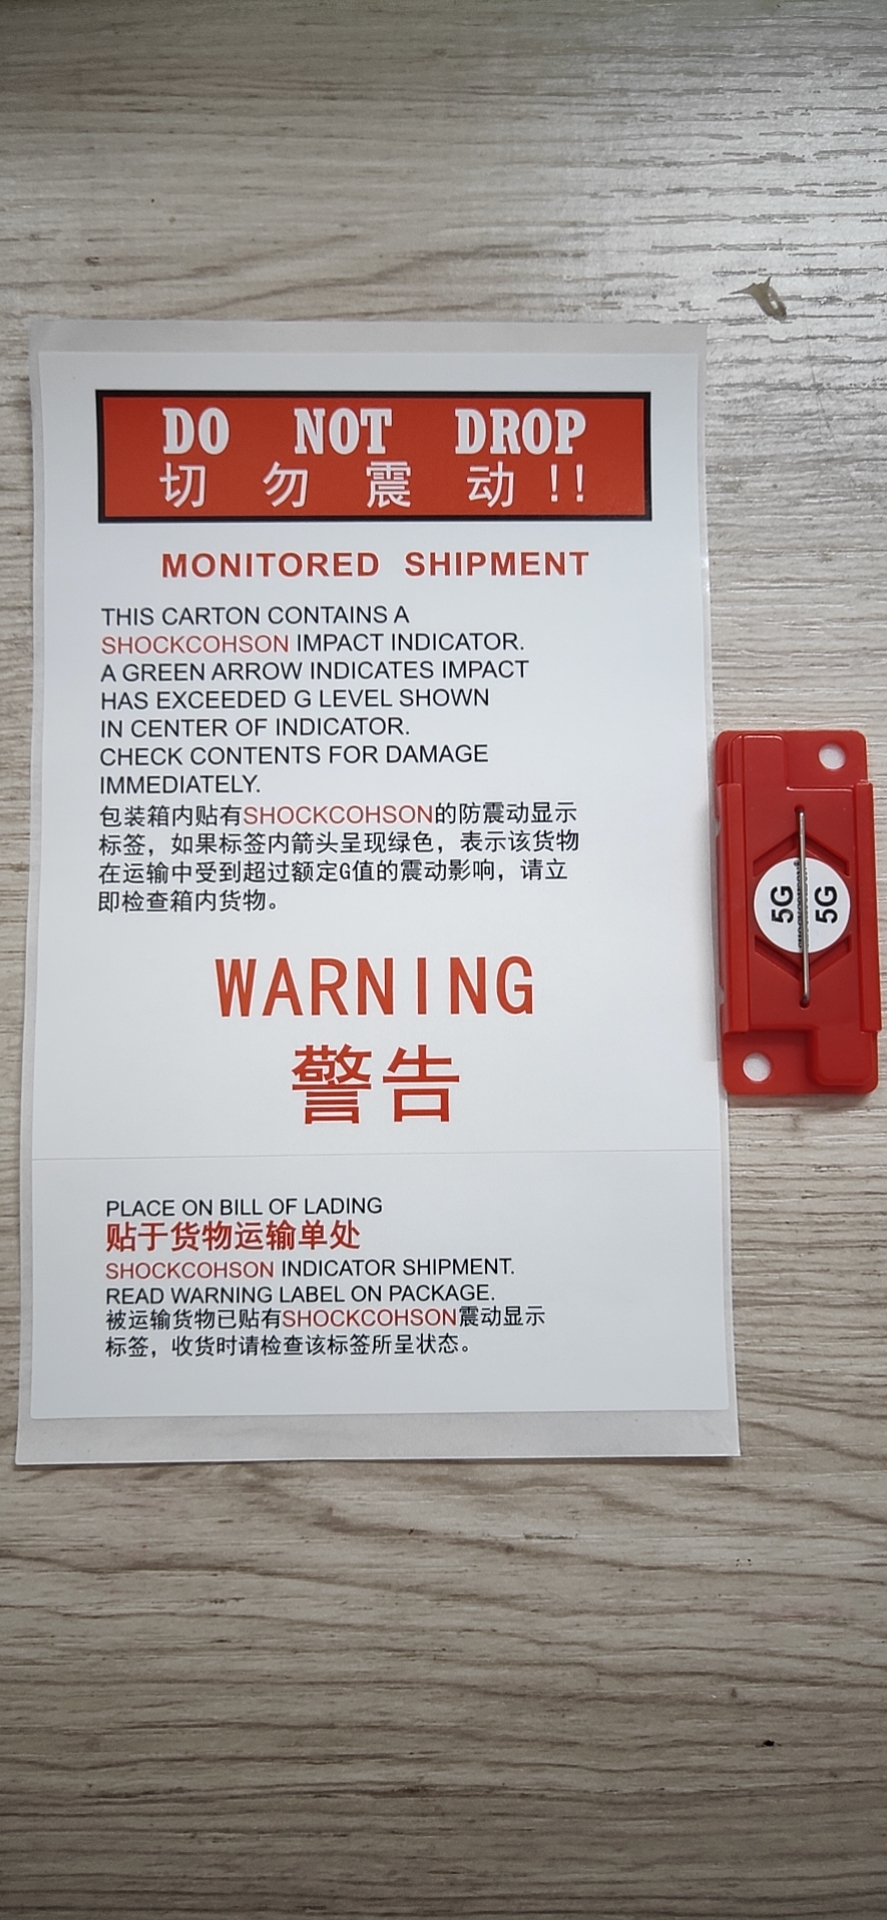 DO NOT DROP
切勿震动!!
MONITORED SHIPMENT
THIS CARTON CONTAINS A
SHOCKCOHSON IMPACT INDICATOR.
A GREEN ARROW INDICATES IMPACT
HAS EXCEEDED G LEVEL SHOWN
IN CENTER OF INDICATOR.
CHECK CONTENTS FOR DAMAGE
IMMEDIATELY.
包装箱内贴有SHOCKCOHSON的防震动显示
标签，如果标签内箭头呈现绿色，表示该货物
在运输中受到超过额定G值的震动影响，请立
即检查箱内货物。
WARNING
警告
PLACE ON BILL OF LADING
贴于货物运输单处
SHOCKCOHSON INDICATOR SHIPMENT.
READ WARNING LABEL ON PACKAGE.
被运输货物已贴有SHOCKCOHSON震动显示
标签，收货时请检查该标签所呈状态。
5G
5G